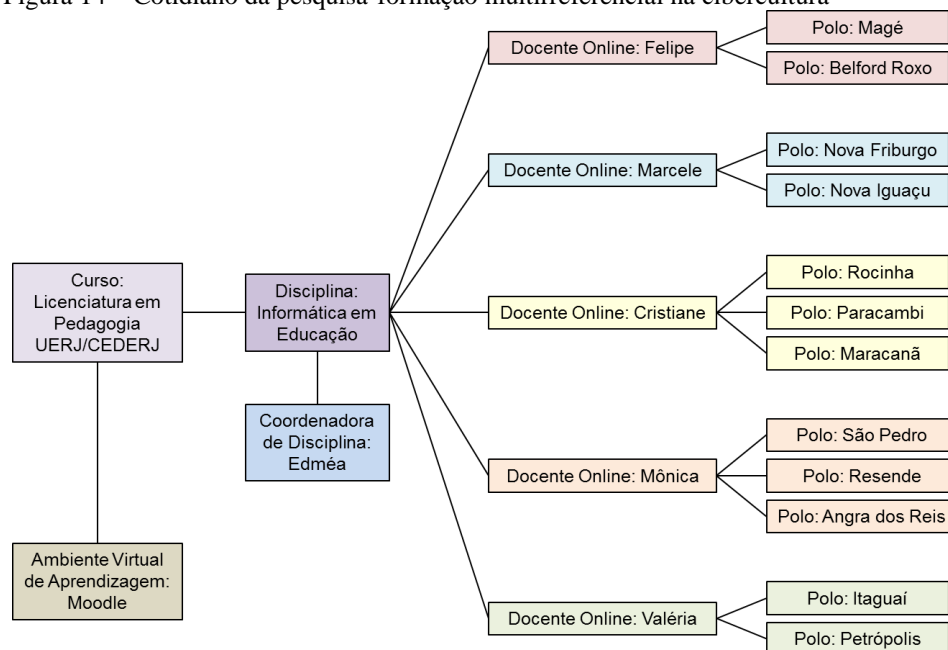 Figura 14 – Cotidiano da pesquisa-formação multirreferencial na cibercultura
Curso:
Licenciatura em
Pedagogia
UERJ/CEDERJ
Ambiente Virtual
de Aprendizagem:
Moodle
Disciplina:
Informática em
Educação
Coordenadora
de Disciplina:
Edméa
Docente Online: Felipe
Polo: Magé
Polo: Belford Roxo
Docente Online: Marcele
Polo: Nova Friburgo
Polo: Nova Iguaçu
Docente Online: Cristiane
Polo: Rocinha
Polo: Paracambi
Polo: Maracanã
Docente Online: Mônica
Polo: São Pedro
Polo: Resende
Polo: Angra dos Reis
Docente Online: Valéria
Polo: Itaguaí
Polo: Petrópolis